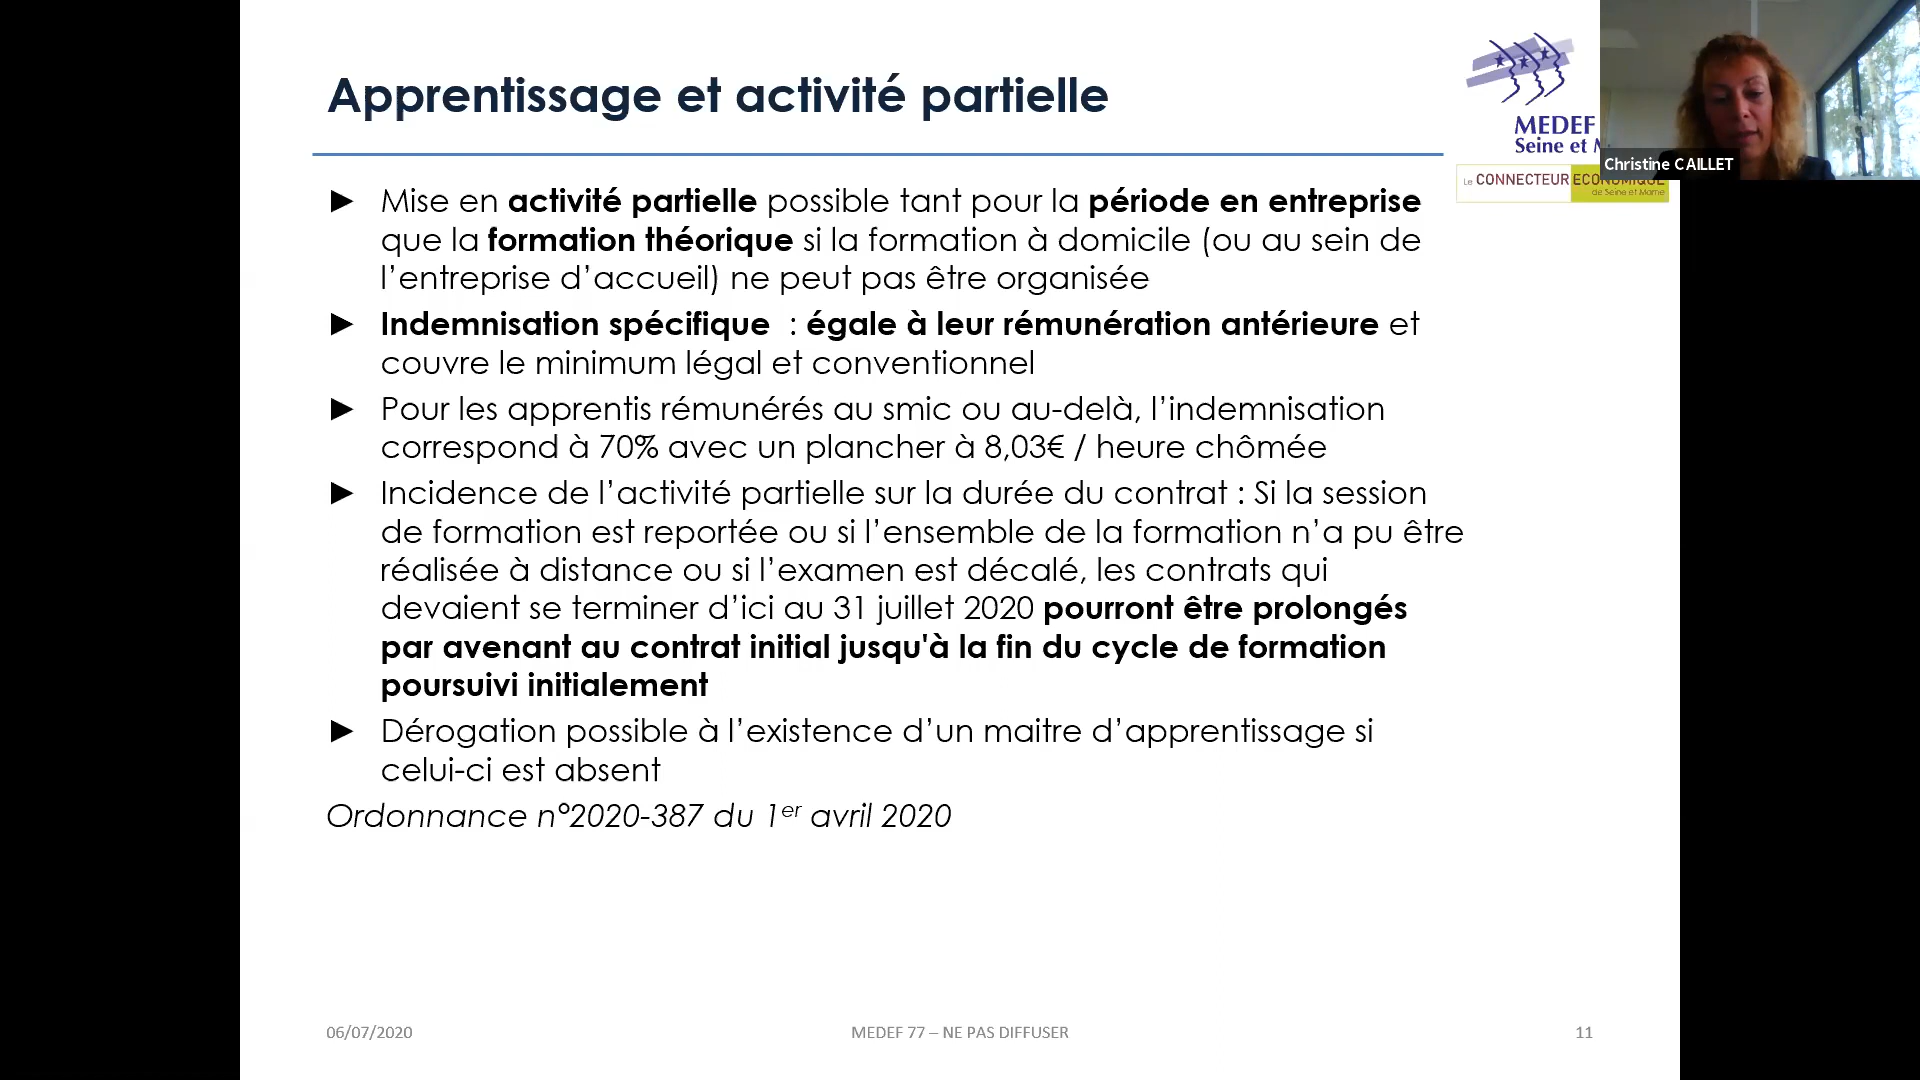 Apprentissage et activité partielle
MEDEF
Seine et M
Christine CAILLET
Le CONNECTEUR ECONOMIQUE
de Seine et Marne
► Mise en activité partielle possible tant pour la période en entreprise
que la formation théorique si la formation à domicile (ou au sein de
l’entreprise d’accueil) ne peut pas être organisée
► Indemnisation spécifique  : égale à leur rémunération antérieure et
couvre le minimum légal et conventionnel
► Pour les apprentis rémunérés au smic ou au-delà, l’indemnisation
correspond à 70% avec un plancher à 8,03€ / heure chômée
► Incidence de l’activité partielle sur la durée du contrat : Si la session
de formation est reportée ou si l’ensemble de la formation n’a pu être
réalisée à distance ou si l’examen est décalé, les contrats qui
devaient se terminer d’ici au 31 juillet 2020 pourront être prolongés
par avenant au contrat initial jusqu'à la fin du cycle de formation
poursuivi initialement
► Dérogation possible à l’existence d’un maitre d’apprentissage si
celui-ci est absent
Ordonnance n°2020-387 du 1er avril 2020
06/07/2020
MEDEF 77 – NE PAS DIFFUSER
11